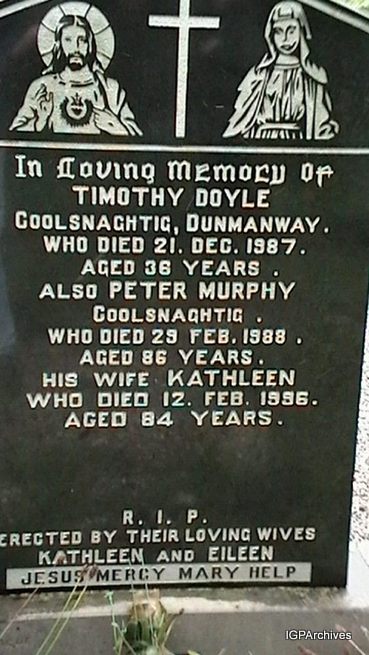 In Loving Memory Of
TIMOTHY DOYLE
COOLSNAGHTIG, DUNMANWAY.
WHO DIED 21. DEC. 1987.
AGED 36 YEARS .
ALSO PETER MURPHY
COOLSNAGHTIG .
WHO DIED 29 FEB. 1988 .
AGED 86 YEARS .
HIS WIFE KATHLEEN
WHO DIED 12. FEB. 1996.
AGED 84 YEARS.
R. I. P.
ERECTED BY THEIR LOVING WIVES
KATHLEEN AND EILEEN
JESUS MERCY MARY HELP
IGPArchives